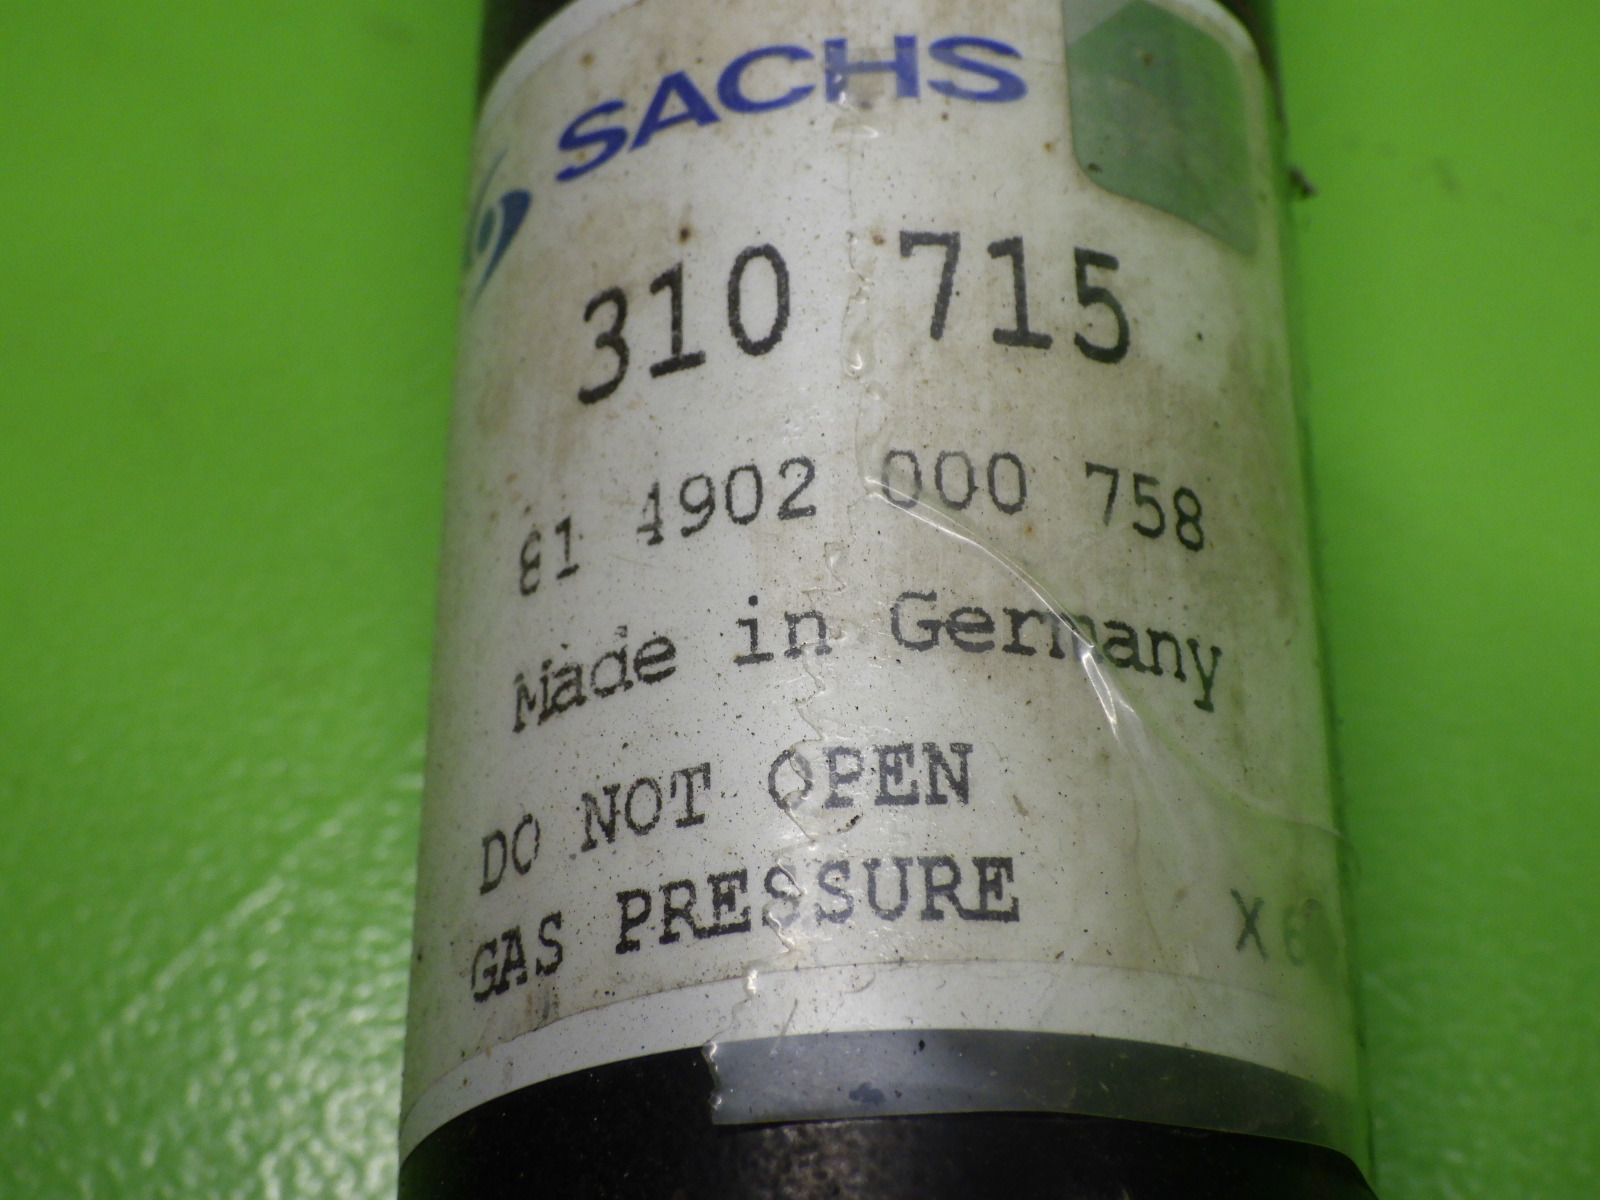 SACHS
310 715
81 4902 000 758
Made in Germany
DO NOT OPEN
GAS PRESSURE